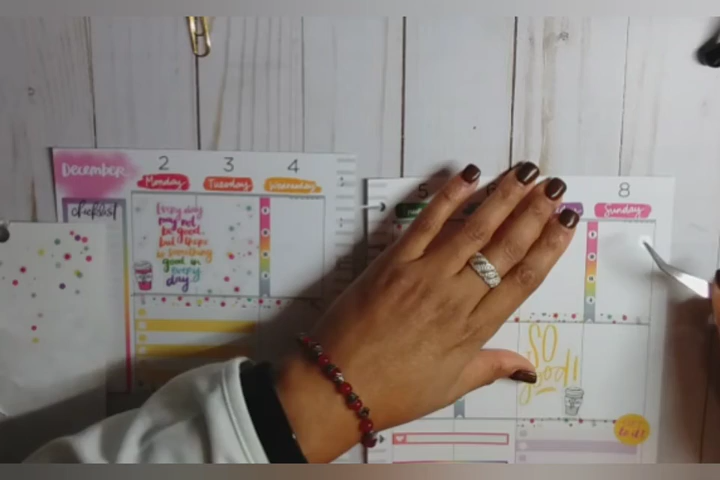 December
2
3
4
Monday
Tuesday
Wednesday
checklist
Every day
may not
be good...
but there
is something
good in
every
day
5
8
Sunday
SO
good!
to do!